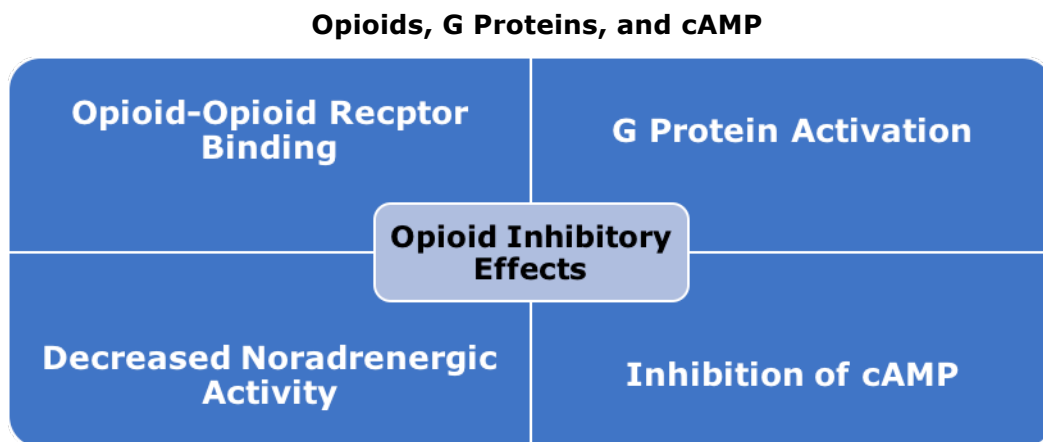 Opioids, G Proteins, and cAMP
Opioid-Opioid Recptor
Binding
G Protein Activation
Opioid Inhibitory
Effects
Decreased Noradrenergic
Activity
Inhibition of cAMP